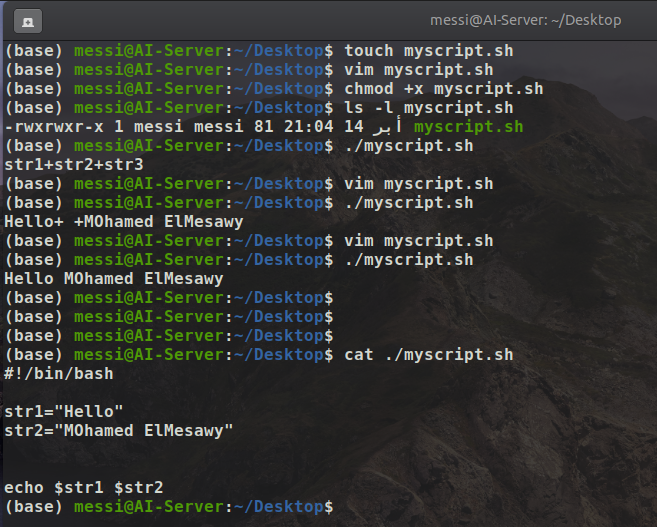 messi@AI-Server: ~/Desktop
(base) messi@AI-Server:~/Desktop$ touch myscript.sh
(base) messi@AI-Server:~/Desktop$ vim myscript.sh
(base) messi@AI-Server:~/Desktop$ chmod +x myscript.sh
(base) messi@AI-Server:~/Desktop$ ls -l myscript.sh
-rwxrwxr-x 1 messi messi 81 21:04 14 أبر myscript.sh
(base) messi@AI-Server:~/Desktop$ ./myscript.sh
str1+str2+str3
(base) messi@AI-Server:~/Desktop$ vim myscript.sh
(base) messi@AI-Server:~/Desktop$ ./myscript.sh
Hello+ +MOhamed ElMesawy
(base) messi@AI-Server:~/Desktop$ vim myscript.sh
(base) messi@AI-Server:~/Desktop$ ./myscript.sh
Hello MOhamed ElMesawy
(base) messi@AI-Server:~/Desktop$
(base) messi@AI-Server:~/Desktop$
(base) messi@AI-Server:~/Desktop$
(base) messi@AI-Server:~/Desktop$ cat ./myscript.sh
#!/bin/bash
str1="Hello"
str2="MOhamed ElMesawy"
echo $str1 $str2
(base) messi@AI-Server:~/Desktop$